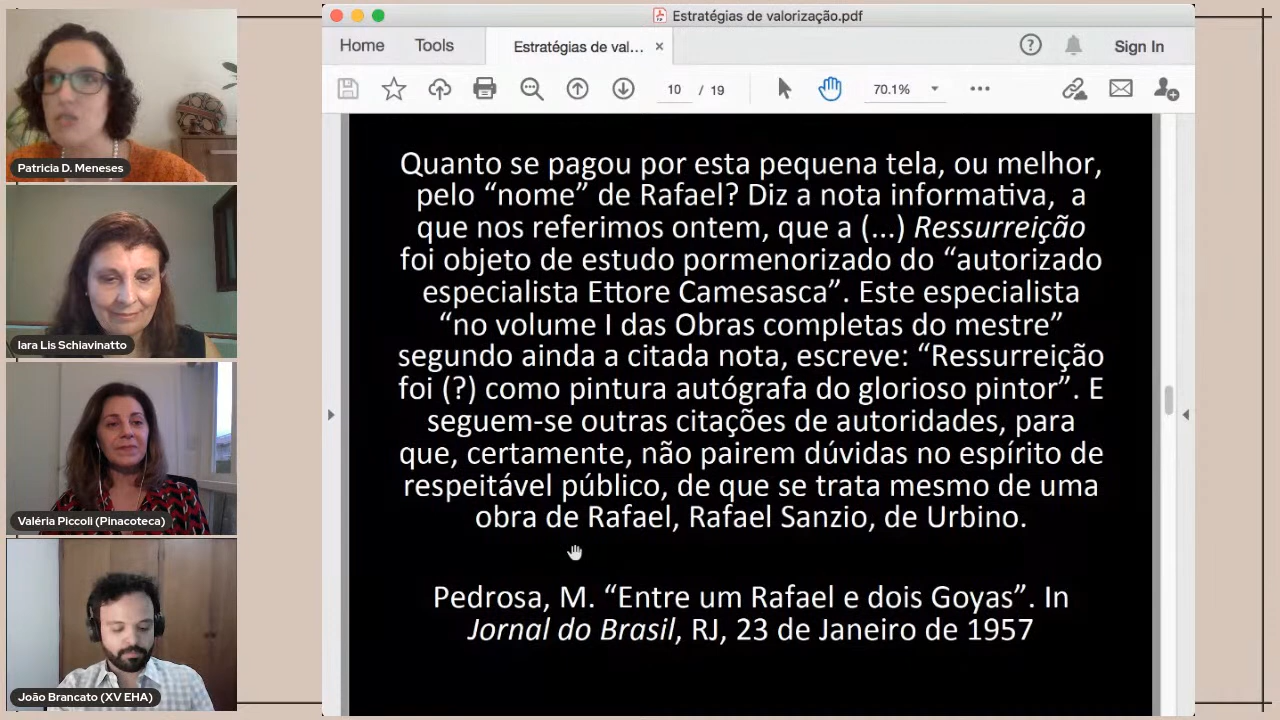 Estratégias de valorização.pdf
Home
Tools
Estratégias de val...
Sign In
10 / 19
70.1%
Quanto se pagou por esta pequena tela, ou melhor,
pelo “nome” de Rafael? Diz a nota informativa, a
que nos referimos ontem, que a (...) Ressurreição
foi objeto de estudo pormenorizado do “autorizado
especialista Ettore Camesasca”. Este especialista
“no volume I das Obras completas do mestre”
segundo ainda a citada nota, escreve: “Ressurreição
foi (?) como pintura autógrafa do glorioso pintor”. E
seguem-se outras citações de autoridades, para
que, certamente, não pairem dúvidas no espírito de
respeitável público, de que se trata mesmo de uma
obra de Rafael, Rafael Sanzio, de Urbino.
Pedrosa, M. “Entre um Rafael e dois Goyas”. In
Jornal do Brasil, RJ, 23 de Janeiro de 1957
Patricia D. Meneses
Iara Lis Schiavinatto
Valéria Piccoli (Pinacoteca)
João Brancato (XV EHA)